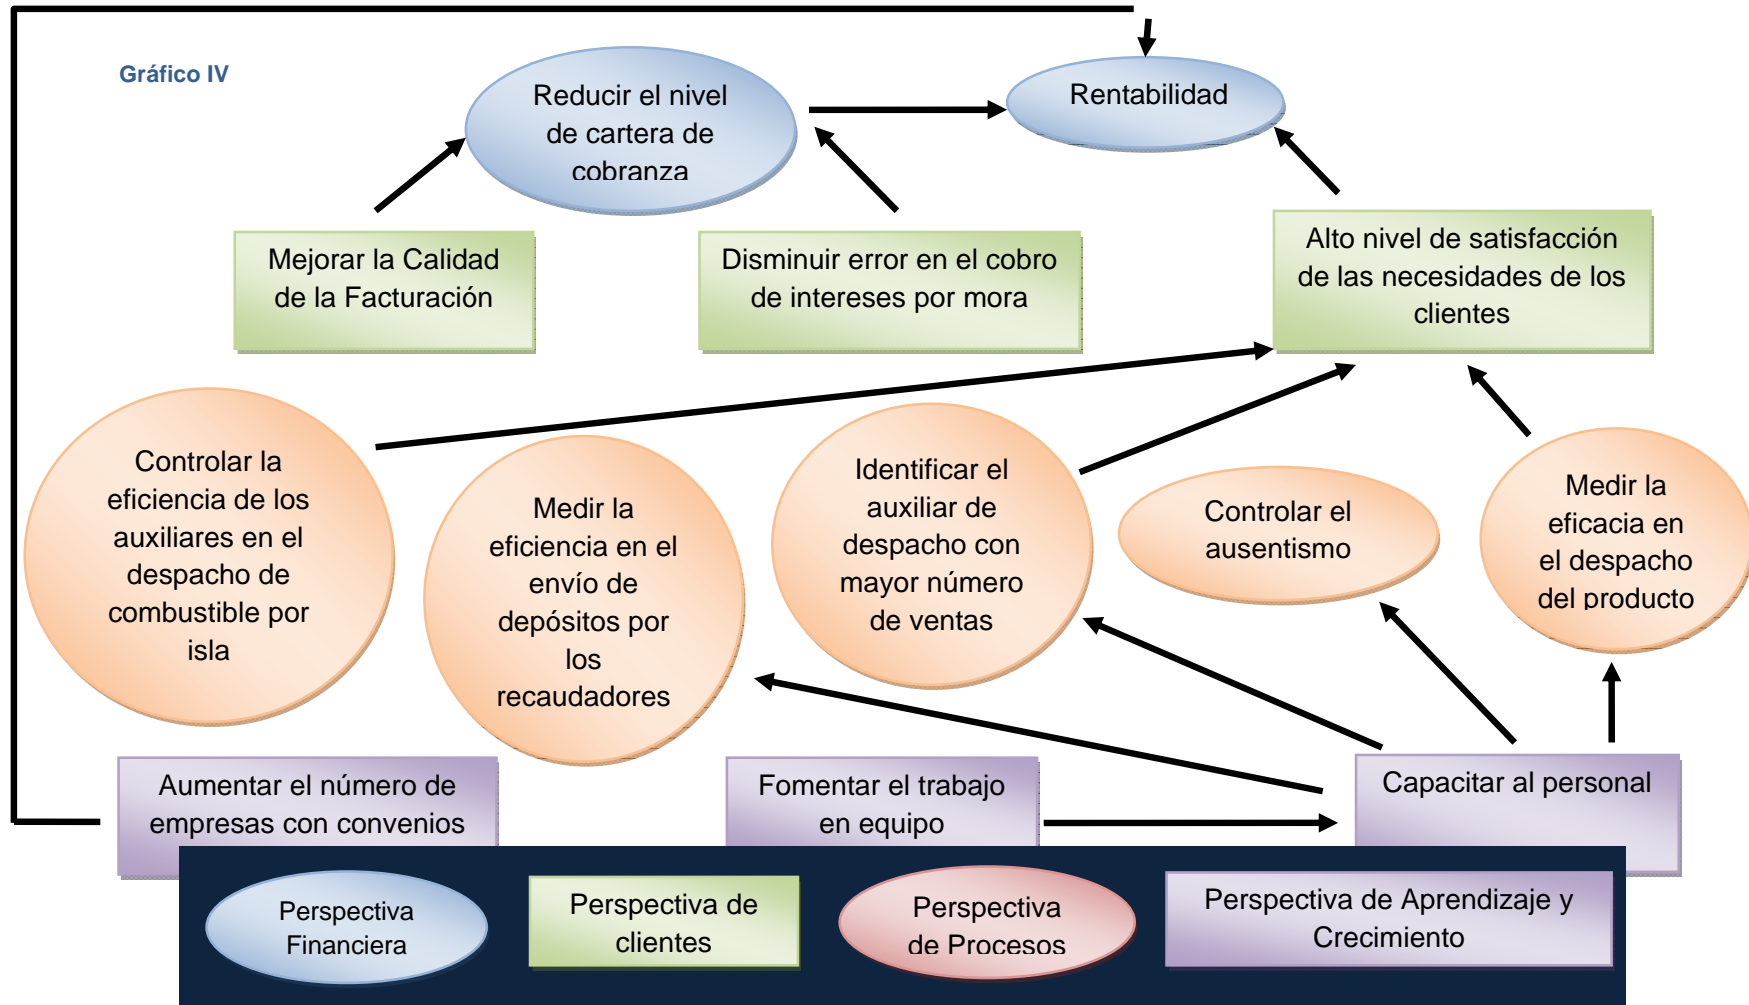 Gráfico IV
Reducir el nivel
de cartera de
cobranza
Rentabilidad
Mejorar la Calidad
de la Facturación
Disminuir error en el cobro
de intereses por mora
Alto nivel de satisfacción
de las necesidades de los
clientes
Controlar la
eficiencia de los
auxiliares en el
despacho de
combustible por
isla
Medir la
eficiencia en el
envío de
depósitos por
los
recaudadores
Identificar el
auxiliar de
despacho con
mayor número
de ventas
Controlar el
ausentismo
Medir la
eficacia en
el despacho
del producto
Aumentar el número de
empresas con convenios
Fomentar el trabajo
en equipo
Capacitar al personal
Perspectiva
Financiera
Perspectiva de
clientes
Perspectiva
de Procesos
Perspectiva de Aprendizaje y
Crecimiento